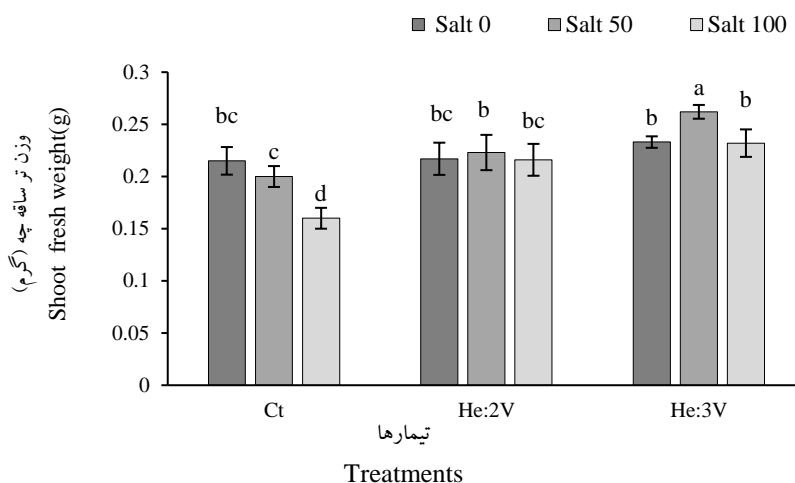 Salt 0 Salt 50 Salt 100
0.3
0.25
0.2
0.15
0.1
0.05
0
وزن تر ساقه چه (گرم)
Shoot fresh weight(g)
bc
c
d
bc
b
bc
b
a
b
Ct He:2V He:3V
تیمارها
Treatments